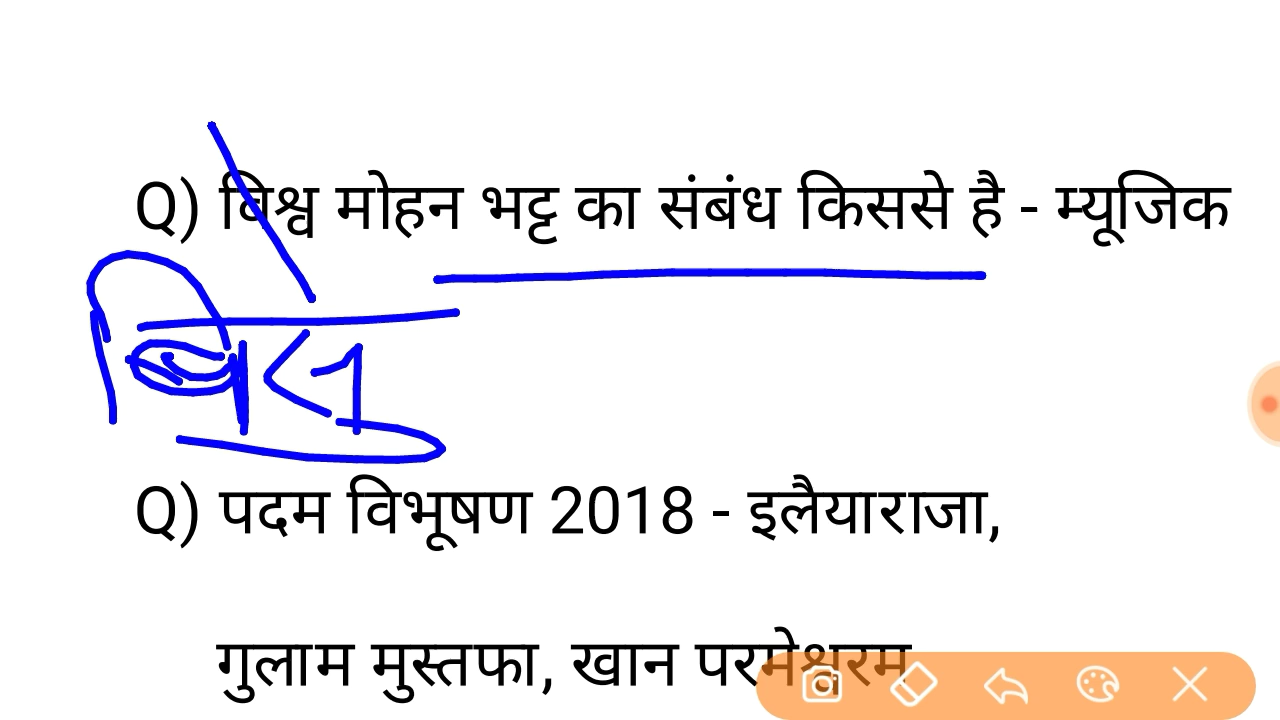 Q) विश्व मोहन भट्ट का संबंध किससे है - म्यूजिक
Q) पदम विभूषण 2018 - इलैयाराजा,
गुलाम मुस्तफा, खान परमेश्वरम